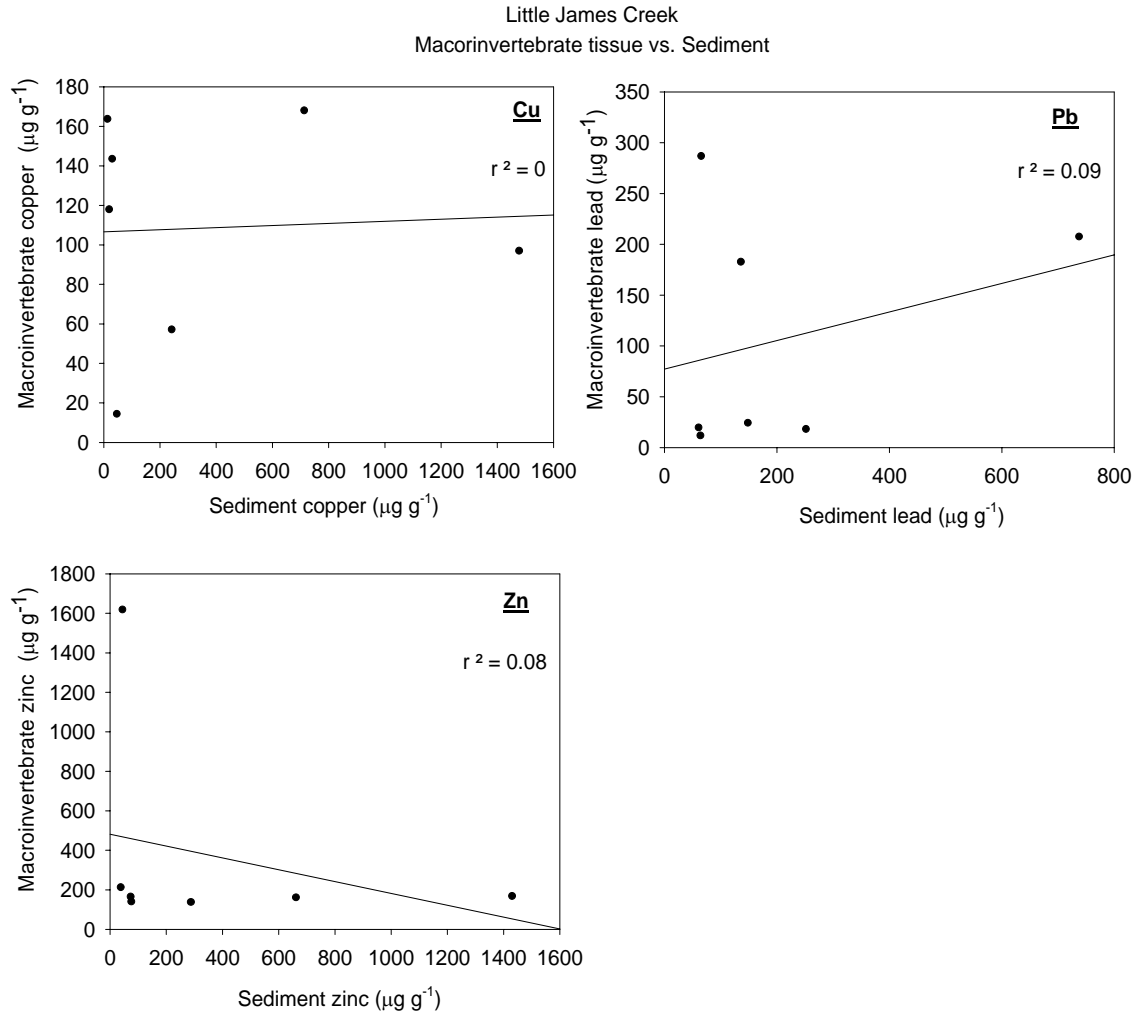 Little James Creek
Macorinvertebrate tissue vs. Sediment
Macroinvertebrate copper (μg g⁻¹)
180
160
140
120
100
80
60
40
20
0
Cu
r ² = 0
0 200 400 600 800 1000 1200 1400 1600
Sediment copper (μg g⁻¹)
Macroinvertebrate lead (μg g⁻¹)
350
300
250
200
150
100
50
0
Pb
r ² = 0.09
0 200 400 600 800
Sediment lead (μg g⁻¹)
Macroinvertebrate zinc (μg g⁻¹)
1800
1600
1400
1200
1000
800
600
400
200
0
Zn
r ² = 0.08
0 200 400 600 800 1000 1200 1400 1600
Sediment zinc (μg g⁻¹)